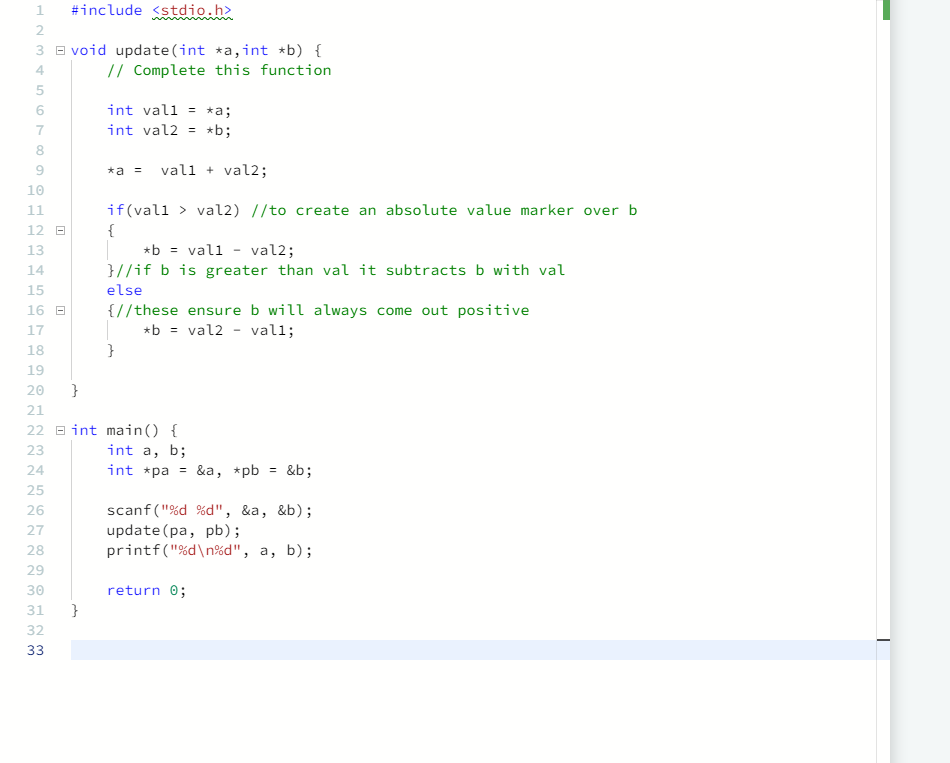 1 #include <stdio.h>
2
3 void update(int *a,int *b) {
4     // Complete this function
5
6     int val1 = *a;
7     int val2 = *b;
8
9     *a =  val1 + val2;
10
11     if(val1 > val2) //to create an absolute value marker over b
12     {
13         *b = val1 - val2;
14     }//if b is greater than val it subtracts b with val
15     else
16     {//these ensure b will always come out positive
17         *b = val2 - val1;
18     }
19
20 }
21
22 int main() {
23     int a, b;
24     int *pa = &a, *pb = &b;
25
26     scanf("%d %d", &a, &b);
27     update(pa, pb);
28     printf("%d\n%d", a, b);
29
30     return 0;
31 }
32
33